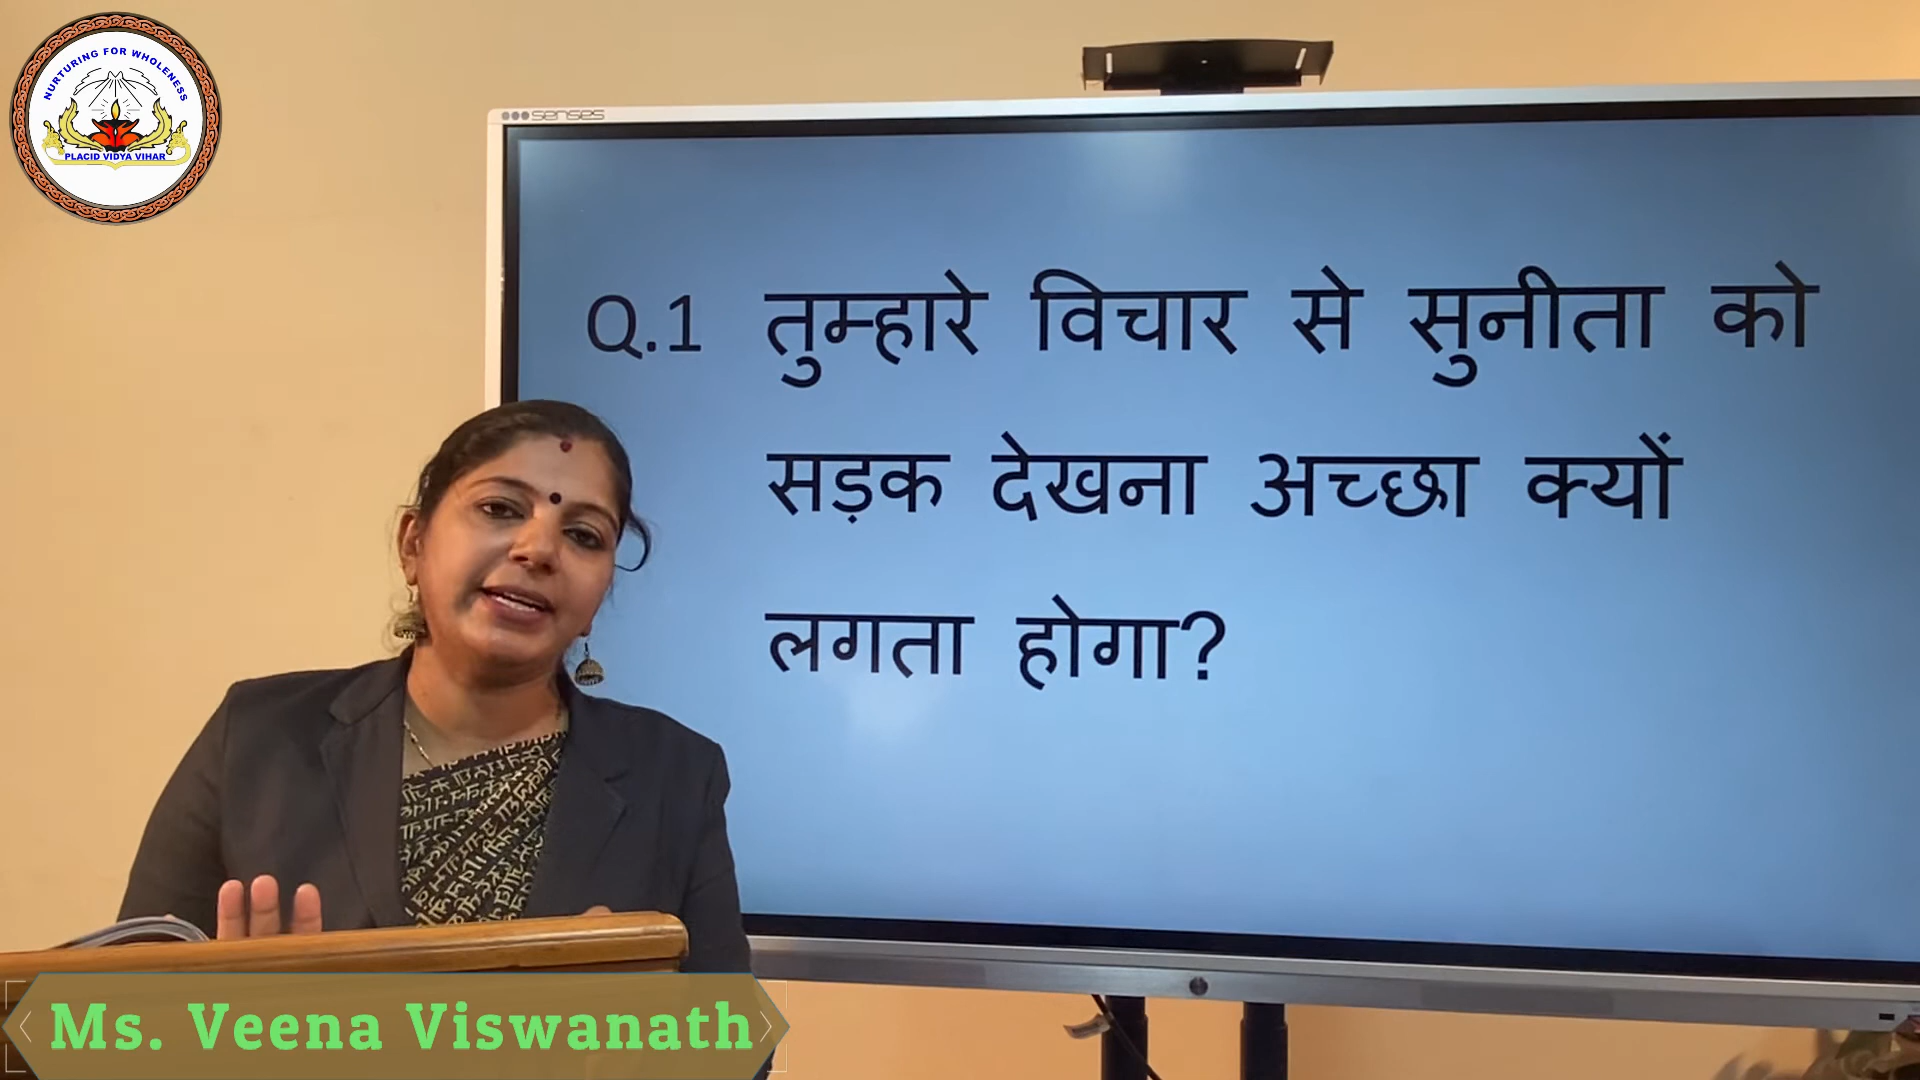 NURTURING FOR WHOLENESS
PLACID VIDYA VIHAR
senses
Q.1 तुम्हारे विचार से सुनीता को
सड़क देखना अच्छा क्यों
लगता होगा?
Ms. Veena Viswanath